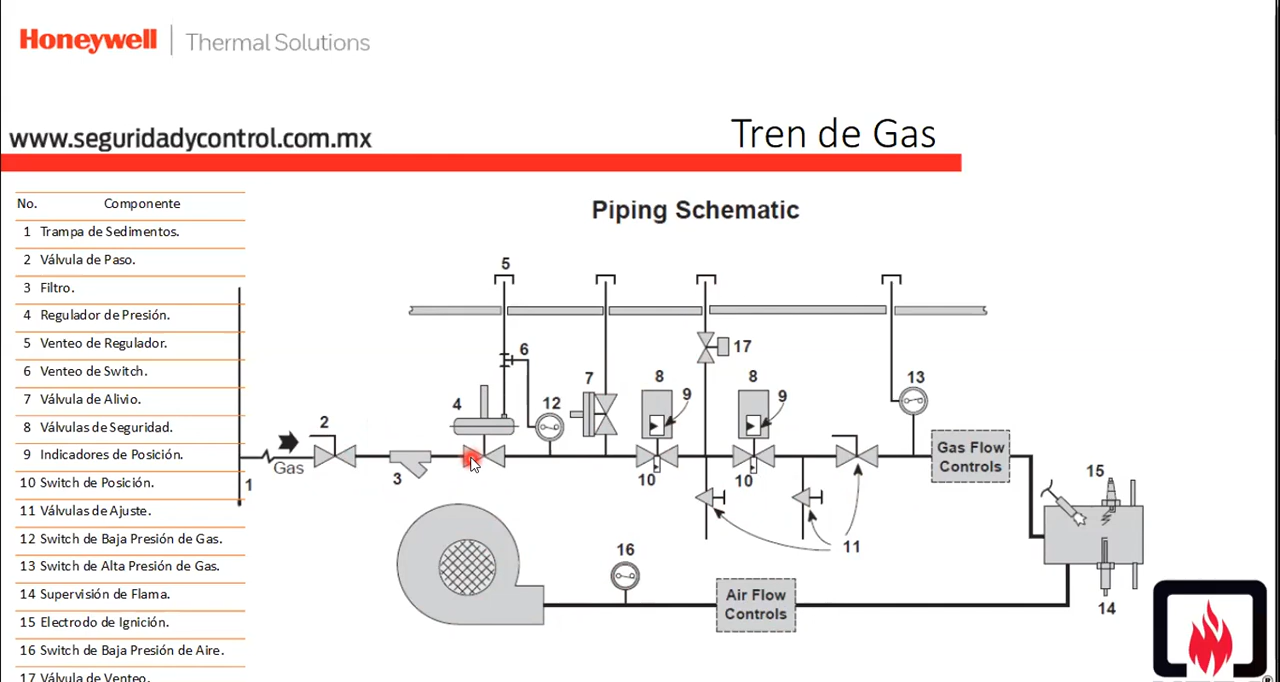 Honeywell | Thermal Solutions
www.seguridadycontrol.com.mx
Tren de Gas
No. Componente
1 Trampa de Sedimentos.
2 Válvula de Paso.
3 Filtro.
4 Regulador de Presión.
5 Venteo de Regulador.
6 Venteo de Switch.
7 Válvula de Alivio.
8 Válvulas de Seguridad.
9 Indicadores de Posición.
10 Switch de Posición.
11 Válvulas de Ajuste.
12 Switch de Baja Presión de Gas.
13 Switch de Alta Presión de Gas.
14 Supervisión de Flama.
15 Electrodo de Ignición.
16 Switch de Baja Presión de Aire.
17 Válvula de Venteo.
Piping Schematic
5
6
17
7
8
8
13
4
12
9
9
2
Gas
1
3
10
10
Gas Flow
Controls
15
11
16
Air Flow
Controls
14
®